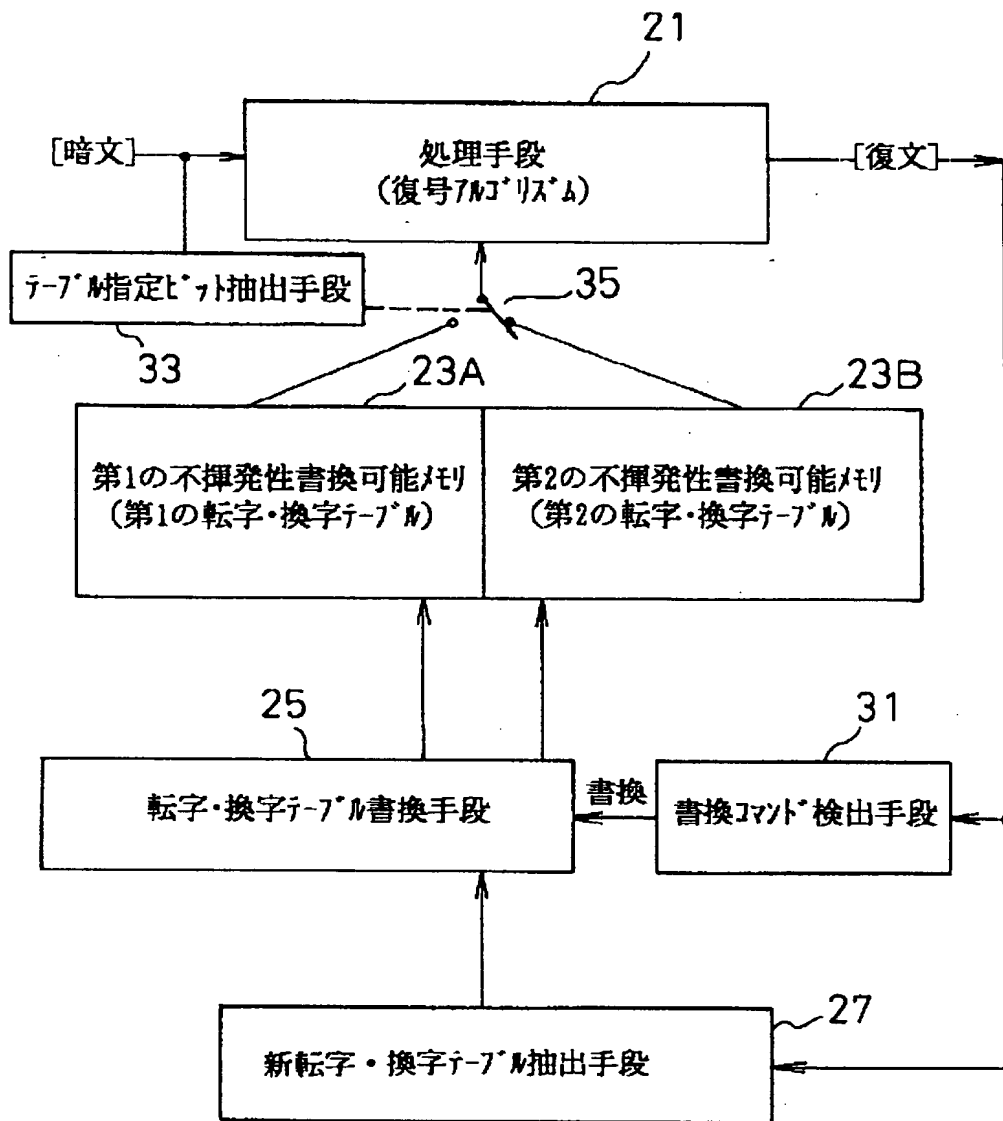 21
[暗文]
処理手段
(復号ｱﾙｺﾞﾘｽﾞﾑ)
[復文]
ﾃｰﾌﾞﾙ指定ﾋﾞｯﾄ抽出手段
35
33
23A
23B
第1の不揮発性書換可能ﾒﾓﾘ
(第1の転字・換字ﾃｰﾌﾞﾙ)
第2の不揮発性書換可能ﾒﾓﾘ
(第2の転字・換字ﾃｰﾌﾞﾙ)
25
31
転字・換字ﾃｰﾌﾞﾙ書換手段
書換
書換ｺﾏﾝﾄﾞ検出手段
27
新転字・換字ﾃｰﾌﾞﾙ抽出手段